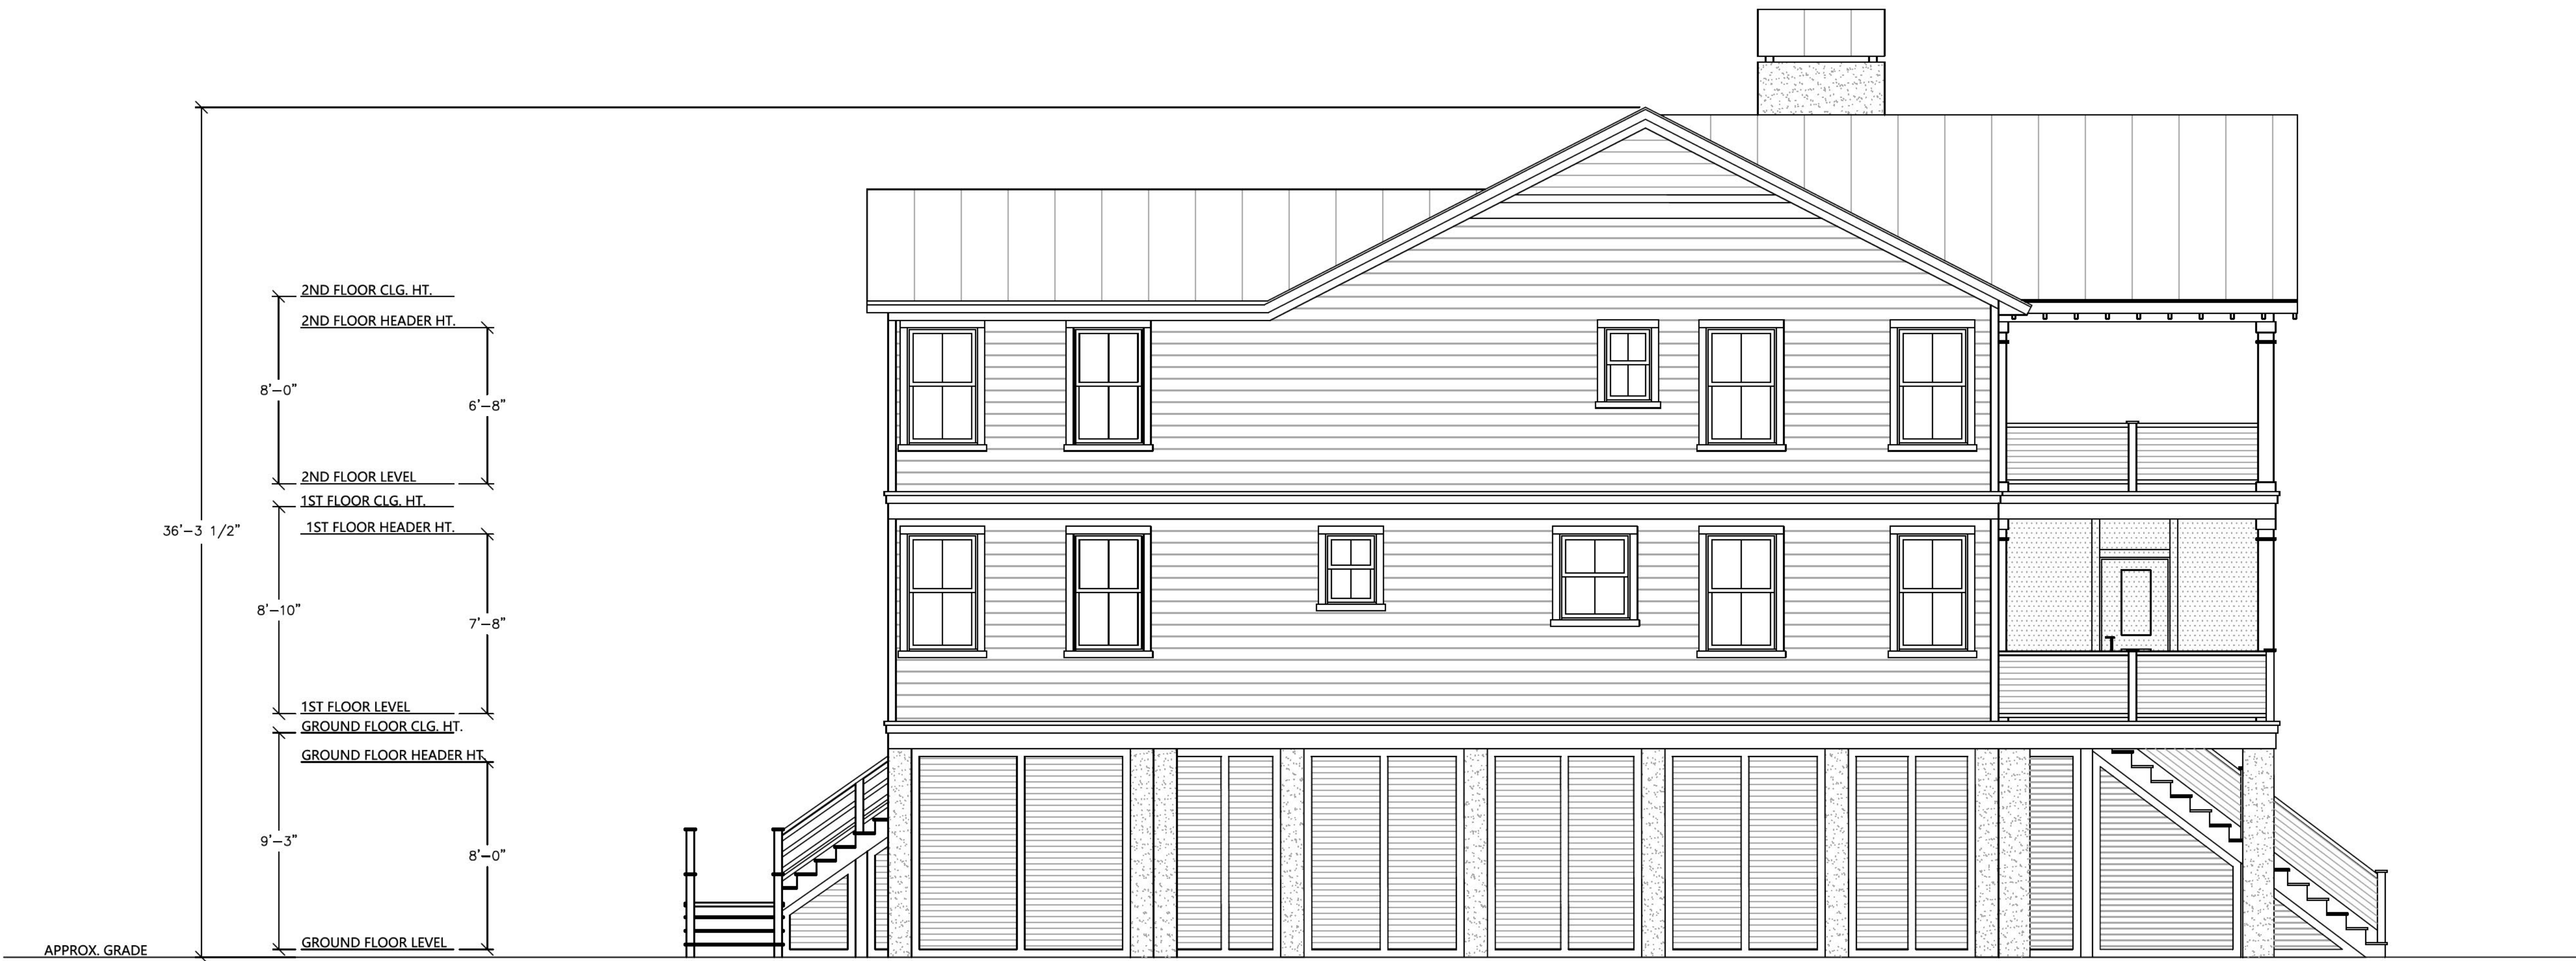 2ND FLOOR CLG. HT.
2ND FLOOR HEADER HT.
8'-0"
6'-8"
2ND FLOOR LEVEL
1ST FLOOR CLG. HT.
1ST FLOOR HEADER HT.
36'-3 1/2"
8'-10"
7'-8"
1ST FLOOR LEVEL
GROUND FLOOR CLG. HT.
GROUND FLOOR HEADER HT.
9'-3"
8'-0"
GROUND FLOOR LEVEL
APPROX. GRADE